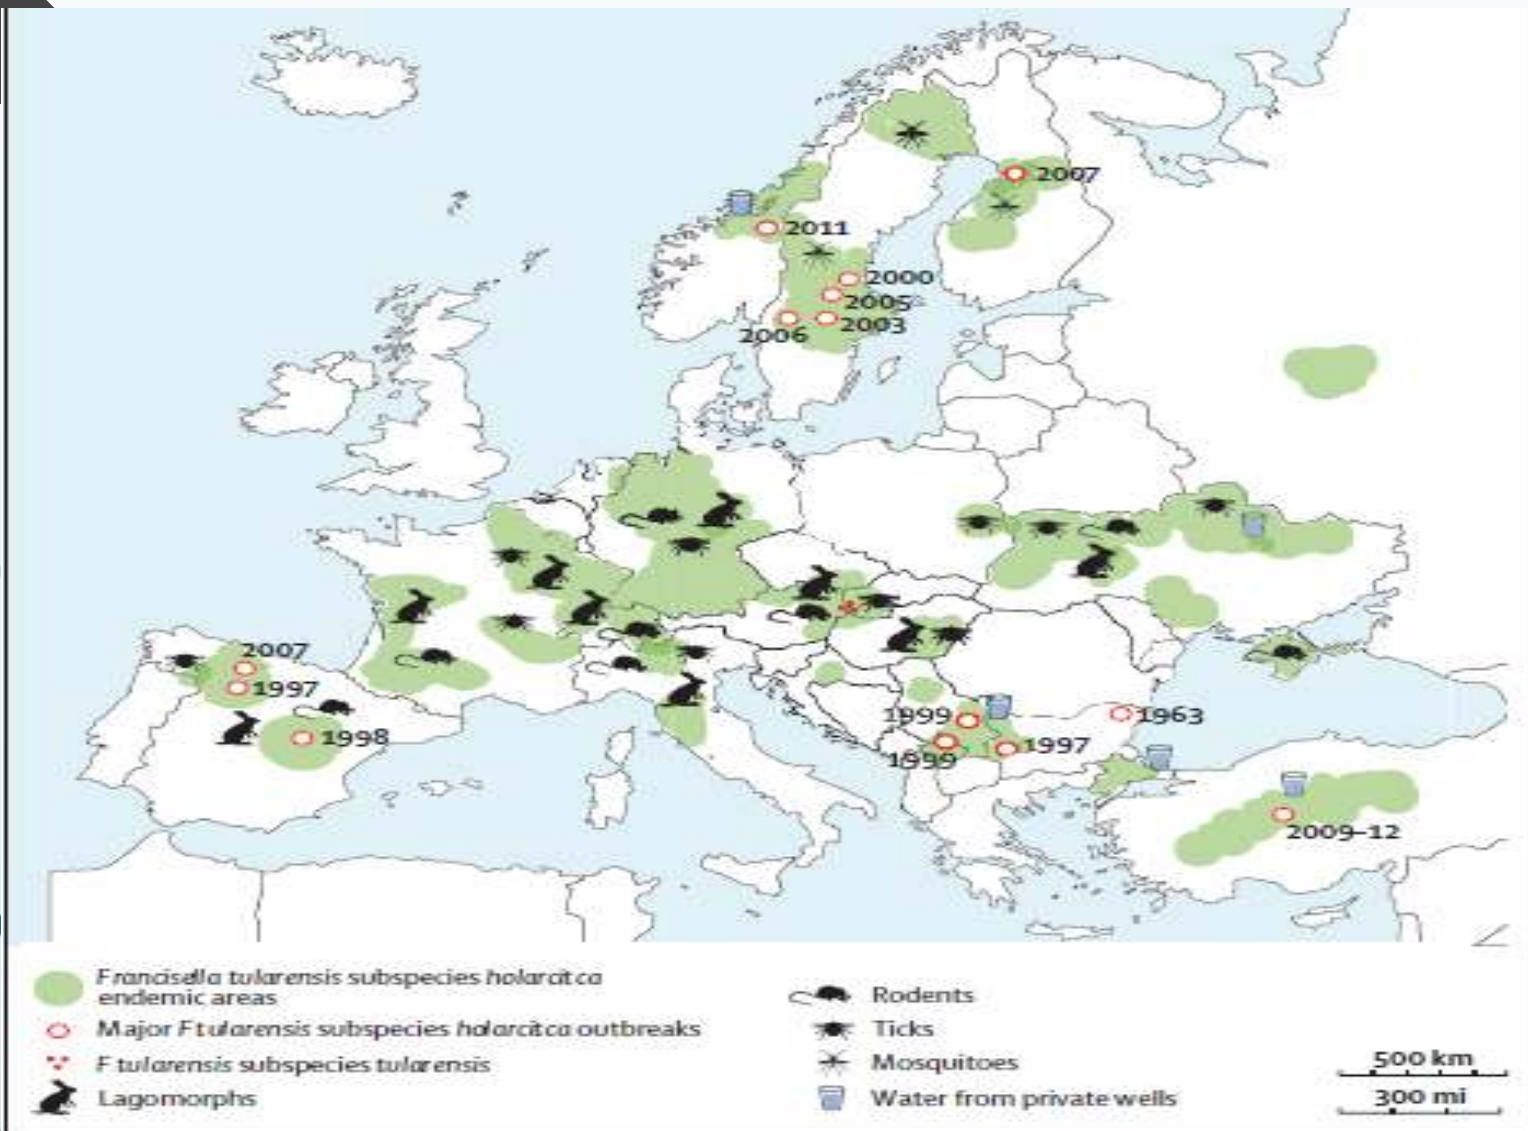 2007
2011
2000
2005
2003
2006
2007
1997
1998
1999
1999
1997
1963
2009–12
Francisella tularensis subspecies holarcitca
endemic areas
Major F tularensis subspecies holarcitca outbreaks
F tularensis subspecies tularensis
Lagomorphs
Rodents
Ticks
Mosquitoes
Water from private wells
500 km
300 mi